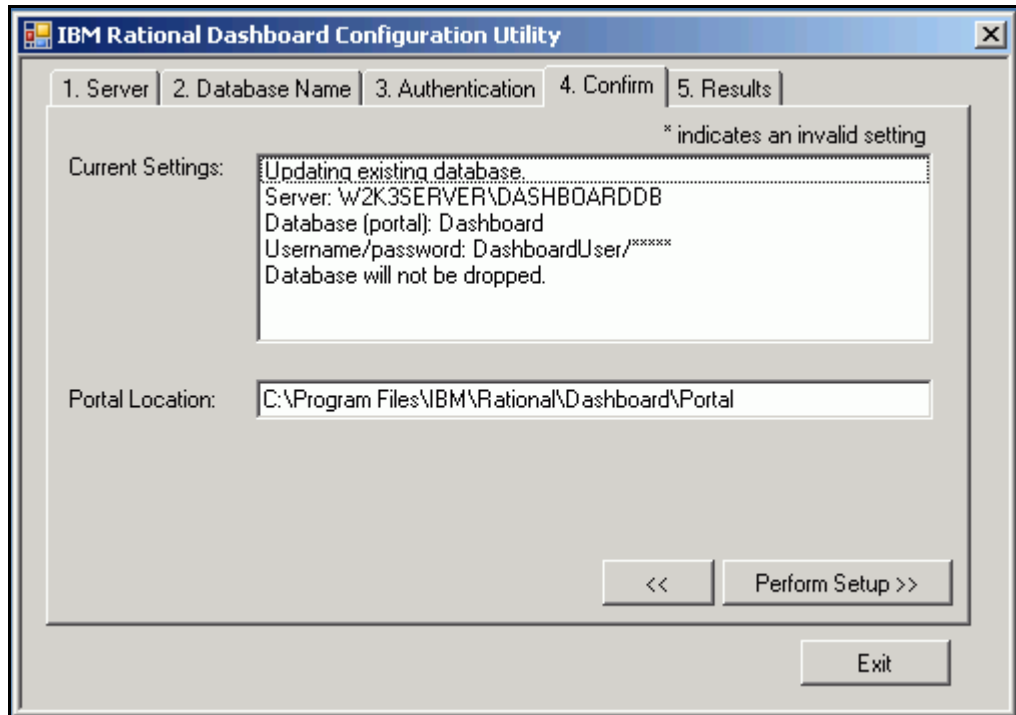 IBM Rational Dashboard Configuration Utility
1. Server 2. Database Name 3. Authentication 4. Confirm 5. Results
* indicates an invalid setting
Current Settings:
Updating existing database.
Server: W2K3SERVER\DASHBOARDDB
Database (portal): Dashboard
Username/password: DashboardUser/*****
Database will not be dropped.
Portal Location: C:\Program Files\IBM\Rational\Dashboard\Portal
<< Perform Setup >>
Exit